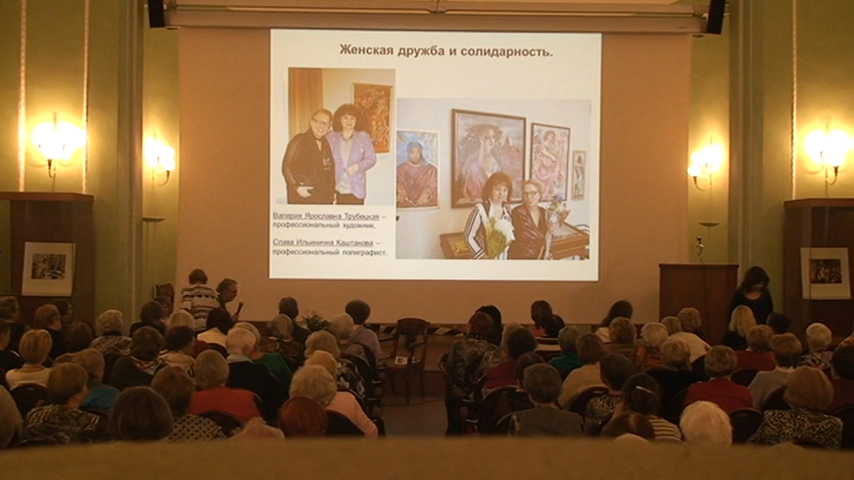 Женская дружба и солидарность.
Валерия Ярославна Трубецкая –
профессиональный художник,
Слава Ильинична Каштанова –
профессиональный полиграфист.